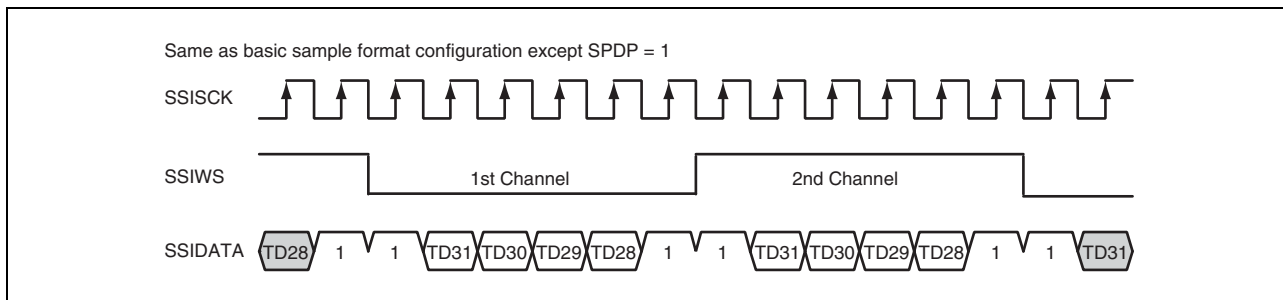 Same as basic sample format configuration except SPDP = 1
SSISCK
SSIWS 1st Channel 2nd Channel
SSIDATA TD28 1 1 TD31 TD30 TD29 TD28 1 1 TD31 TD30 TD29 TD28 1 1 TD31